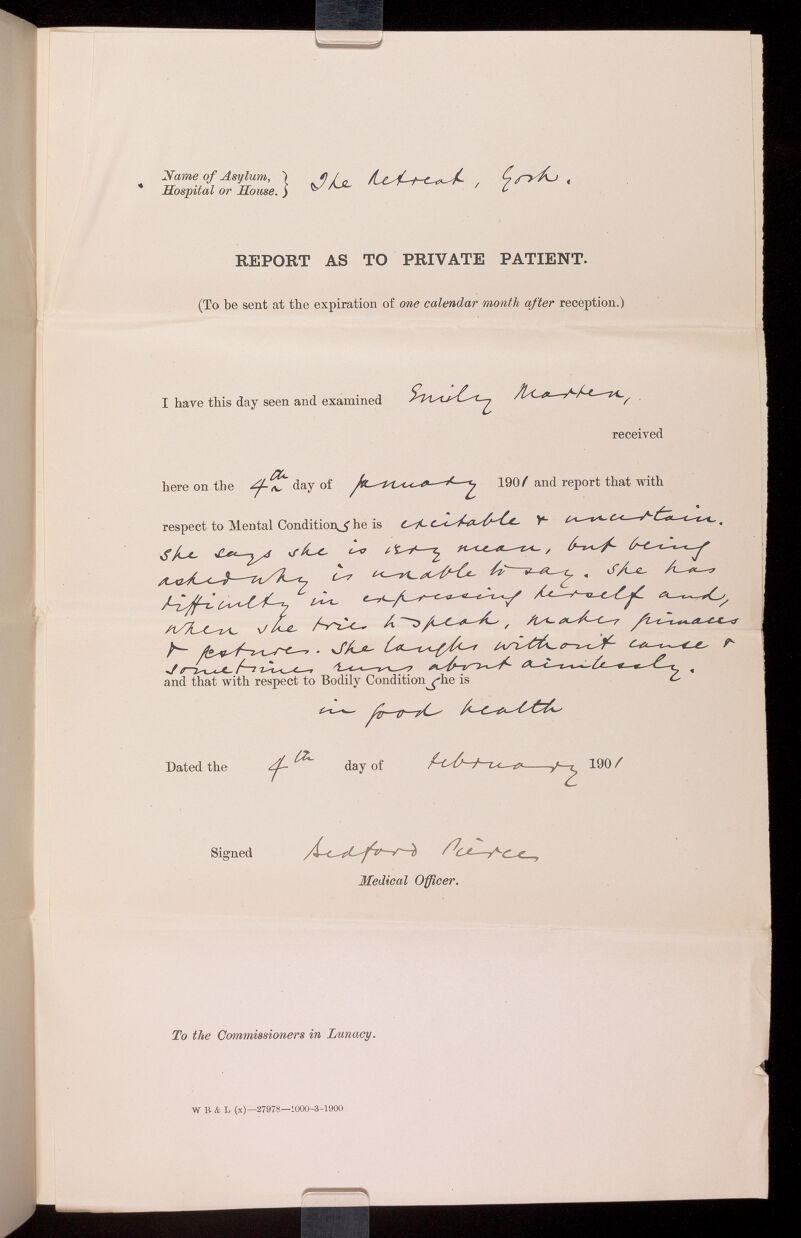 Name of Asylum, } The Retreat, York.
Hospital or House. }
REPORT AS TO PRIVATE PATIENT.
(To be sent at the expiration of one calendar month after reception.)
I have this day seen and examined Emily Marten,
received
here on the 4th day of January 1901 and report that with
respect to Mental Condition she is excitable & uncertain.
She says she is very mean, but being
asked why is unable to say. She has
difficulty in expressing herself and,
when she tries to speak, makes grimaces
& gestures. She laughs without cause &
sometimes runs about aimlessly.
and that with respect to Bodily Condition she is
in good health
Dated the 4th day of February 1901
Signed Bedford Pierce
Medical Officer.
To the Commissioners in Lunacy.
W B & L (x)—27978—1000-3-1900